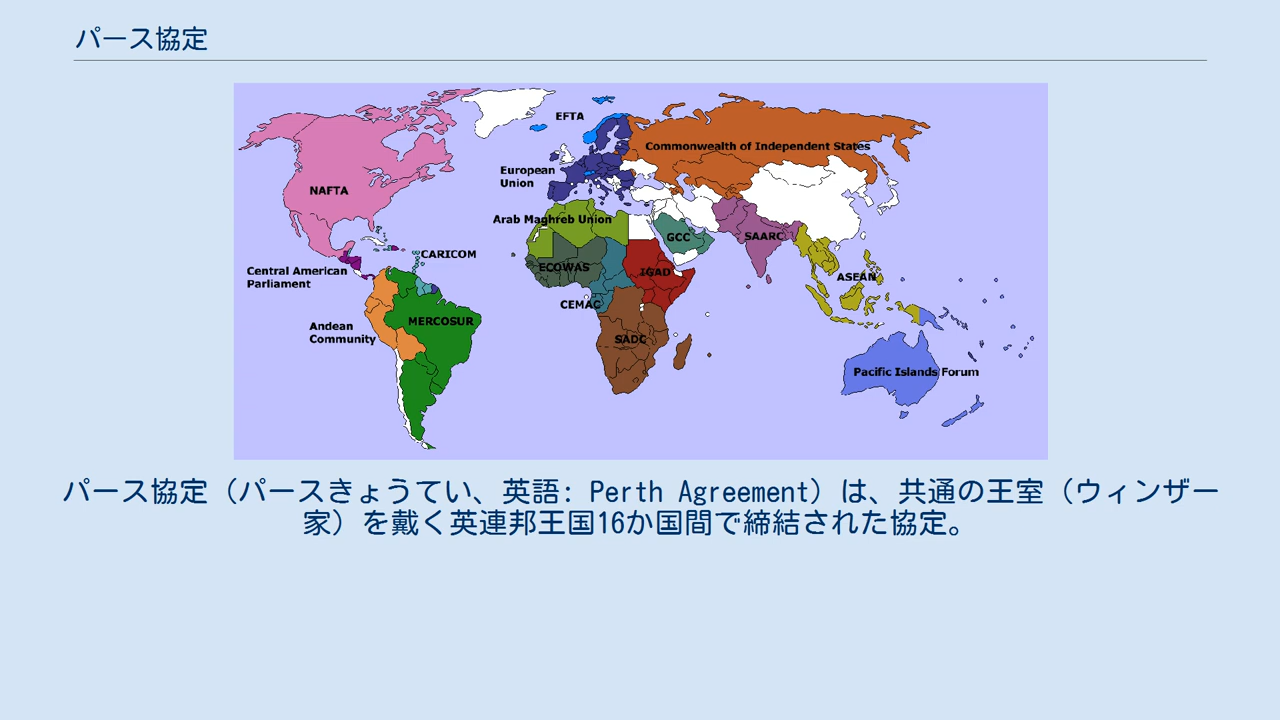 パース協定
EFTA
Commonwealth of Independent States
European
Union
NAFTA
Arab Maghreb Union
GCC
SAARC
CARICOM
ECOWAS
IGAD
Central American
Parliament
ASEAN
CEMAC
MERCOSUR
Andean
Community
SADC
Pacific Islands Forum
パース協定（パースきょうてい、英語: Perth Agreement）は、共通の王室（ウィンザー
家）を戴く英連邦王国16か国間で締結された協定。